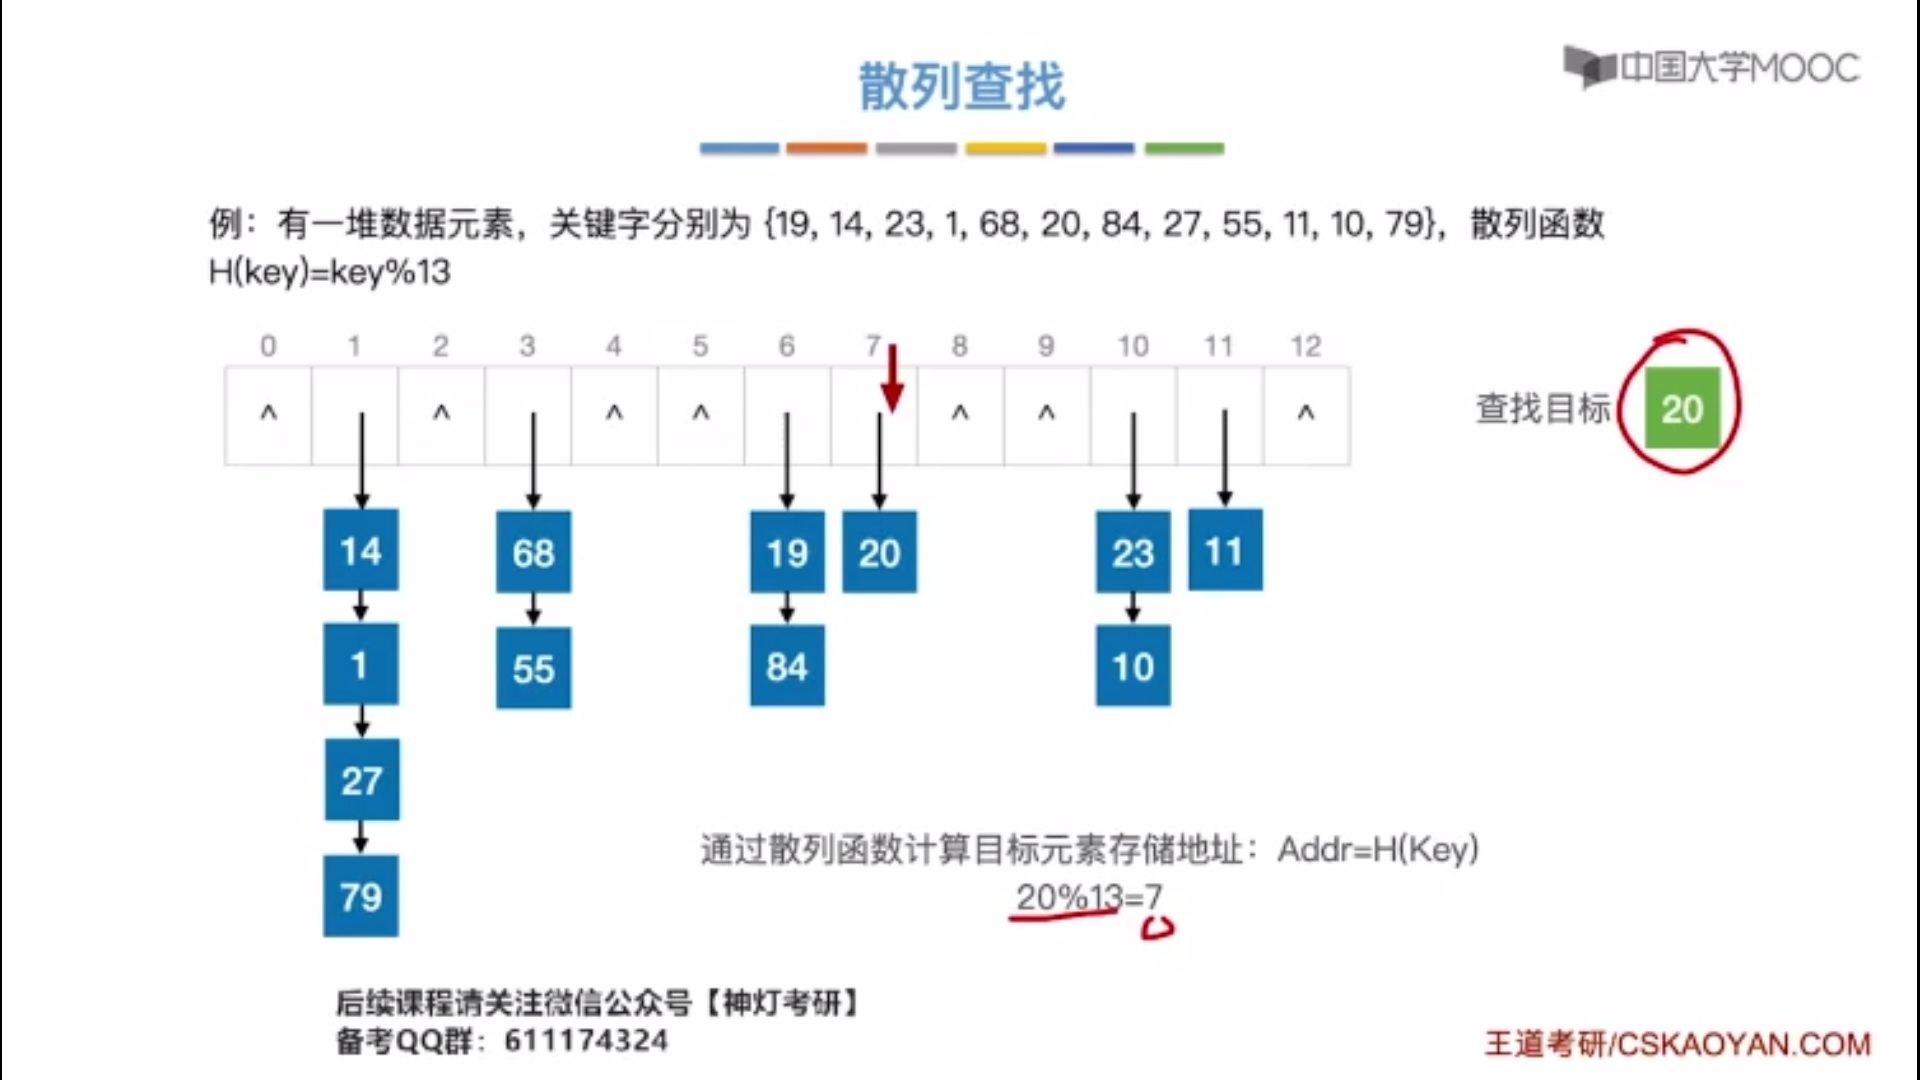 散列查找
中国大学MOOC
例：有一堆数据元素，关键字分别为 {19, 14, 23, 1, 68, 20, 84, 27, 55, 11, 10, 79}，散列函数
H(key)=key%13
0 1 2 3 4 5 6 7 8 9 10 11 12
^ ^ ^ ^ ^ ^ ^
查找目标 20
14 68 19 20 23 11
1 55 84 10
27
79
通过散列函数计算目标元素存储地址：Addr=H(Key)
20%13=7
后续课程请关注微信公众号【神灯考研】
备考QQ群：611174324
王道考研/CSKAOYAN.COM